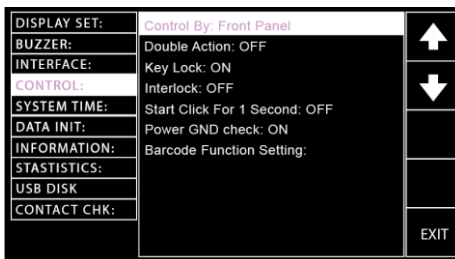 DISPLAY SET:
BUZZER:
INTERFACE:
CONTROL:
SYSTEM TIME:
DATA INIT:
INFORMATION:
STASTISTICS:
USB DISK
CONTACT CHK:
Control By: Front Panel
Double Action: OFF
Key Lock: ON
Interlock: OFF
Start Click For 1 Second: OFF
Power GND check: ON
Barcode Function Setting:
EXIT